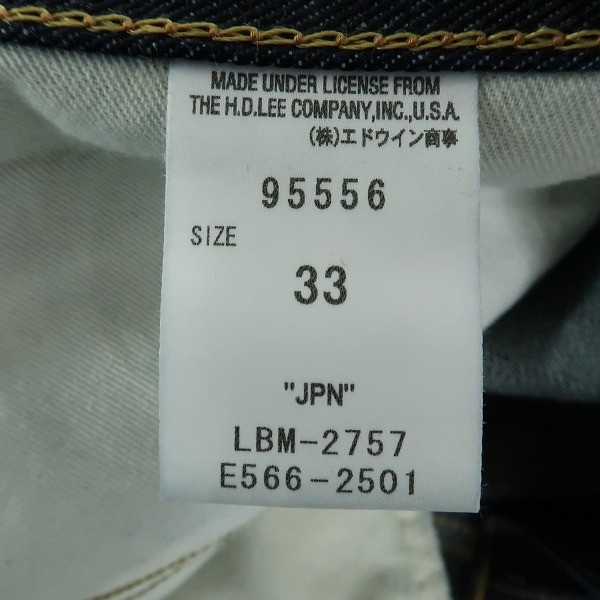 MADE UNDER LICENSE FROM
THE H.D.LEE COMPANY,INC.,U.S.A.
(株)エドウイン商事
95556
SIZE
33
"JPN"
LBM-2757
E566-2501